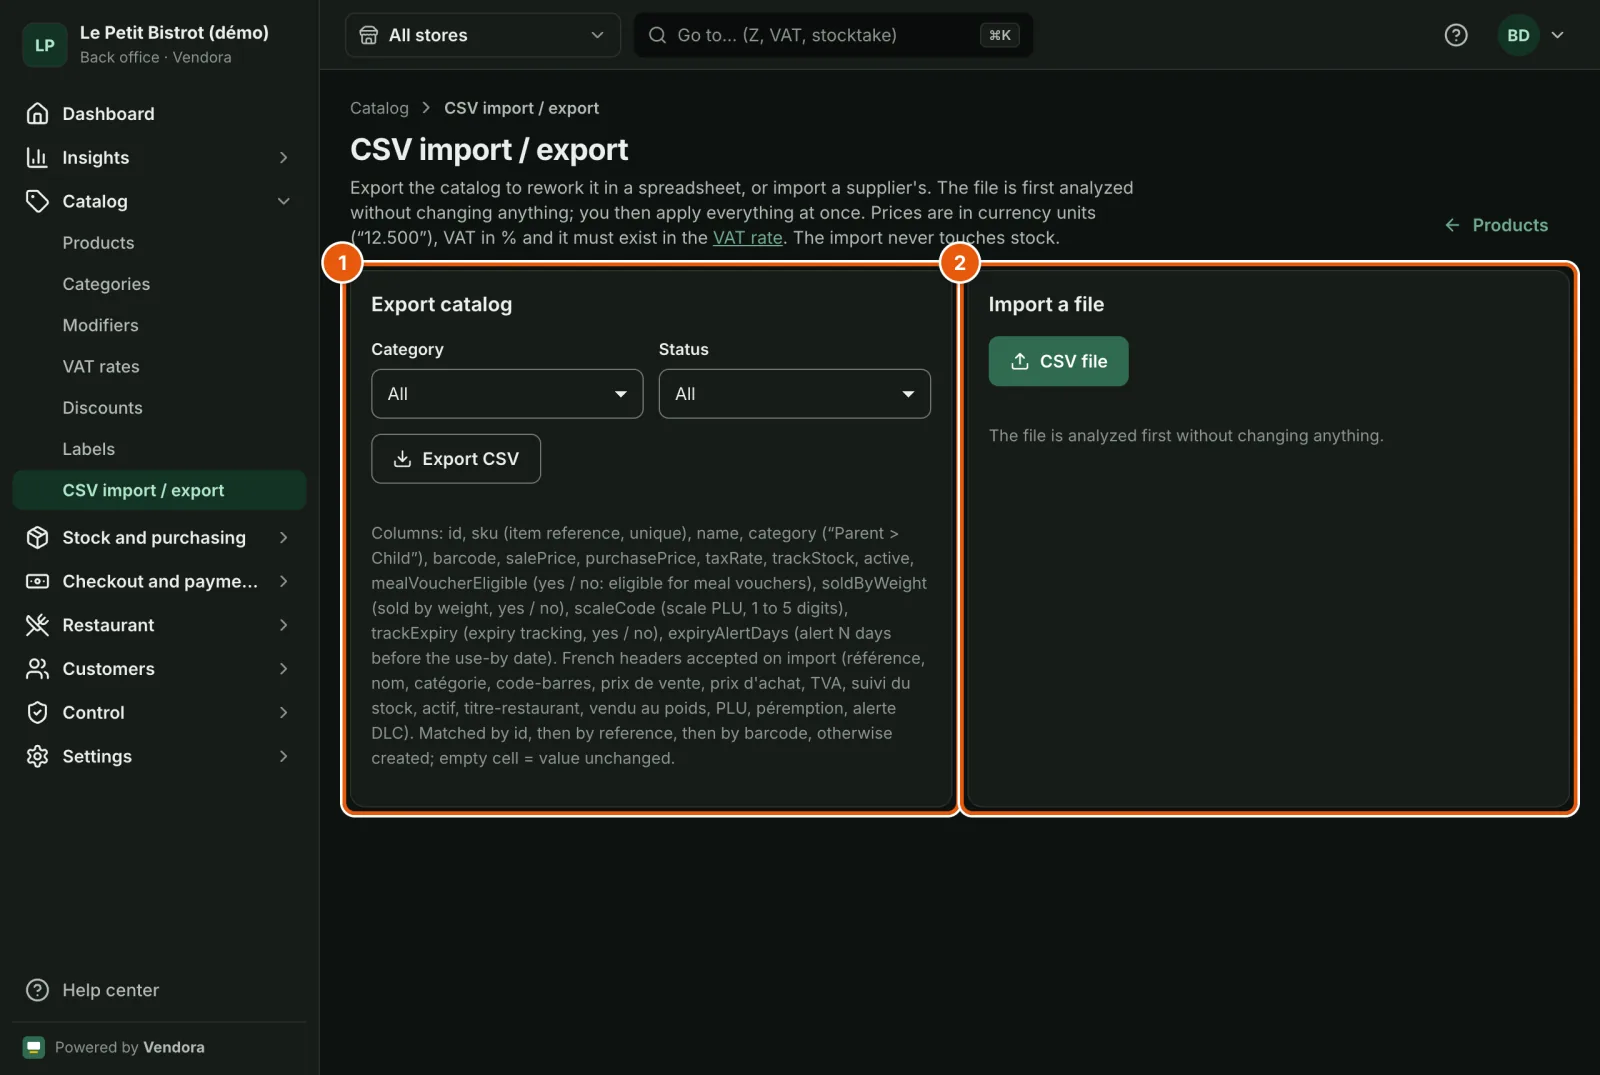 LP
Le Petit Bistrot (démo)
Back office · Vendora
Dashboard
Insights
Catalog
Products
Categories
Modifiers
VAT rates
Discounts
Labels
CSV import / export
Stock and purchasing
Checkout and payme...
Restaurant
Customers
Control
Settings
Help center
Powered by Vendora
All stores
Go to... (Z, VAT, stocktake)
⌘K
BD
Catalog > CSV import / export
CSV import / export
Export the catalog to rework it in a spreadsheet, or import a supplier's. The file is first analyzed
without changing anything; you then apply everything at once. Prices are in currency units
(“12.500”), VAT in % and it must exist in the VAT rate. The import never touches stock.
← Products
1
Export catalog
Category
Status
All
All
Export CSV
Columns: id, sku (item reference, unique), name, category (“Parent >
Child”), barcode, salePrice, purchasePrice, taxRate, trackStock, active,
mealVoucherEligible (yes / no: eligible for meal vouchers), soldByWeight
(sold by weight, yes / no), scaleCode (scale PLU, 1 to 5 digits),
trackExpiry (expiry tracking, yes / no), expiryAlertDays (alert N days
before the use-by date). French headers accepted on import (référence,
nom, catégorie, code-barres, prix de vente, prix d'achat, TVA, suivi du
stock, actif, titre-restaurant, vendu au poids, PLU, péremption, alerte
DLC). Matched by id, then by reference, then by barcode, otherwise
created; empty cell = value unchanged.
2
Import a file
CSV file
The file is analyzed first without changing anything.